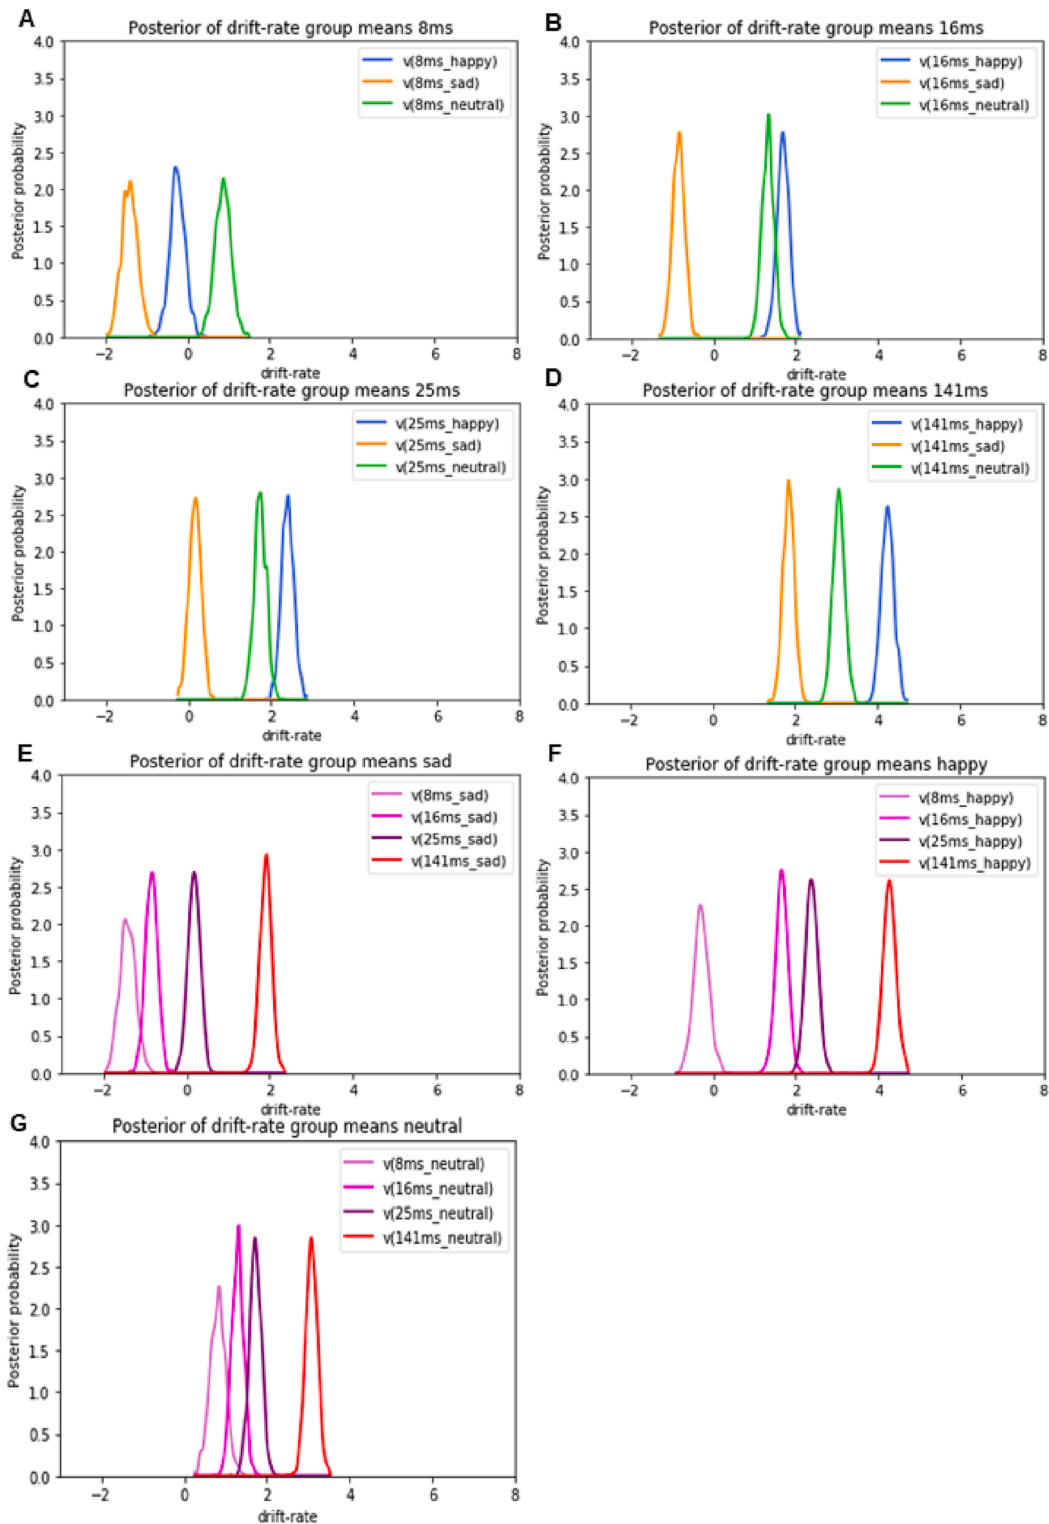 A
Posterior of drift-rate group means 8ms
4.0
3.5
3.0
2.5
2.0
1.5
1.0
0.5
0.0
Posterior probability
v(8ms_happy)
v(8ms_sad)
v(8ms_neutral)
−2 0 2 4 6 8
drift-rate
B
Posterior of drift-rate group means 16ms
4.0
3.5
3.0
2.5
2.0
1.5
1.0
0.5
0.0
Posterior probability
v(16ms_happy)
v(16ms_sad)
v(16ms_neutral)
−2 0 2 4 6 8
drift-rate
C
Posterior of drift-rate group means 25ms
4.0
3.5
3.0
2.5
2.0
1.5
1.0
0.5
0.0
Posterior probability
v(25ms_happy)
v(25ms_sad)
v(25ms_neutral)
−2 0 2 4 6 8
drift-rate
D
Posterior of drift-rate group means 141ms
4.0
3.5
3.0
2.5
2.0
1.5
1.0
0.5
0.0
Posterior probability
v(141ms_happy)
v(141ms_sad)
v(141ms_neutral)
−2 0 2 4 6 8
drift-rate
E
Posterior of drift-rate group means sad
4.0
3.5
3.0
2.5
2.0
1.5
1.0
0.5
0.0
Posterior probability
v(8ms_sad)
v(16ms_sad)
v(25ms_sad)
v(141ms_sad)
−2 0 2 4 6 8
drift-rate
F
Posterior of drift-rate group means happy
4.0
3.5
3.0
2.5
2.0
1.5
1.0
0.5
0.0
Posterior probability
v(8ms_happy)
v(16ms_happy)
v(25ms_happy)
v(141ms_happy)
−2 0 2 4 6 8
drift-rate
G
Posterior of drift-rate group means neutral
4.0
3.5
3.0
2.5
2.0
1.5
1.0
0.5
0.0
Posterior probability
v(8ms_neutral)
v(16ms_neutral)
v(25ms_neutral)
v(141ms_neutral)
−2 0 2 4 6 8
drift-rate